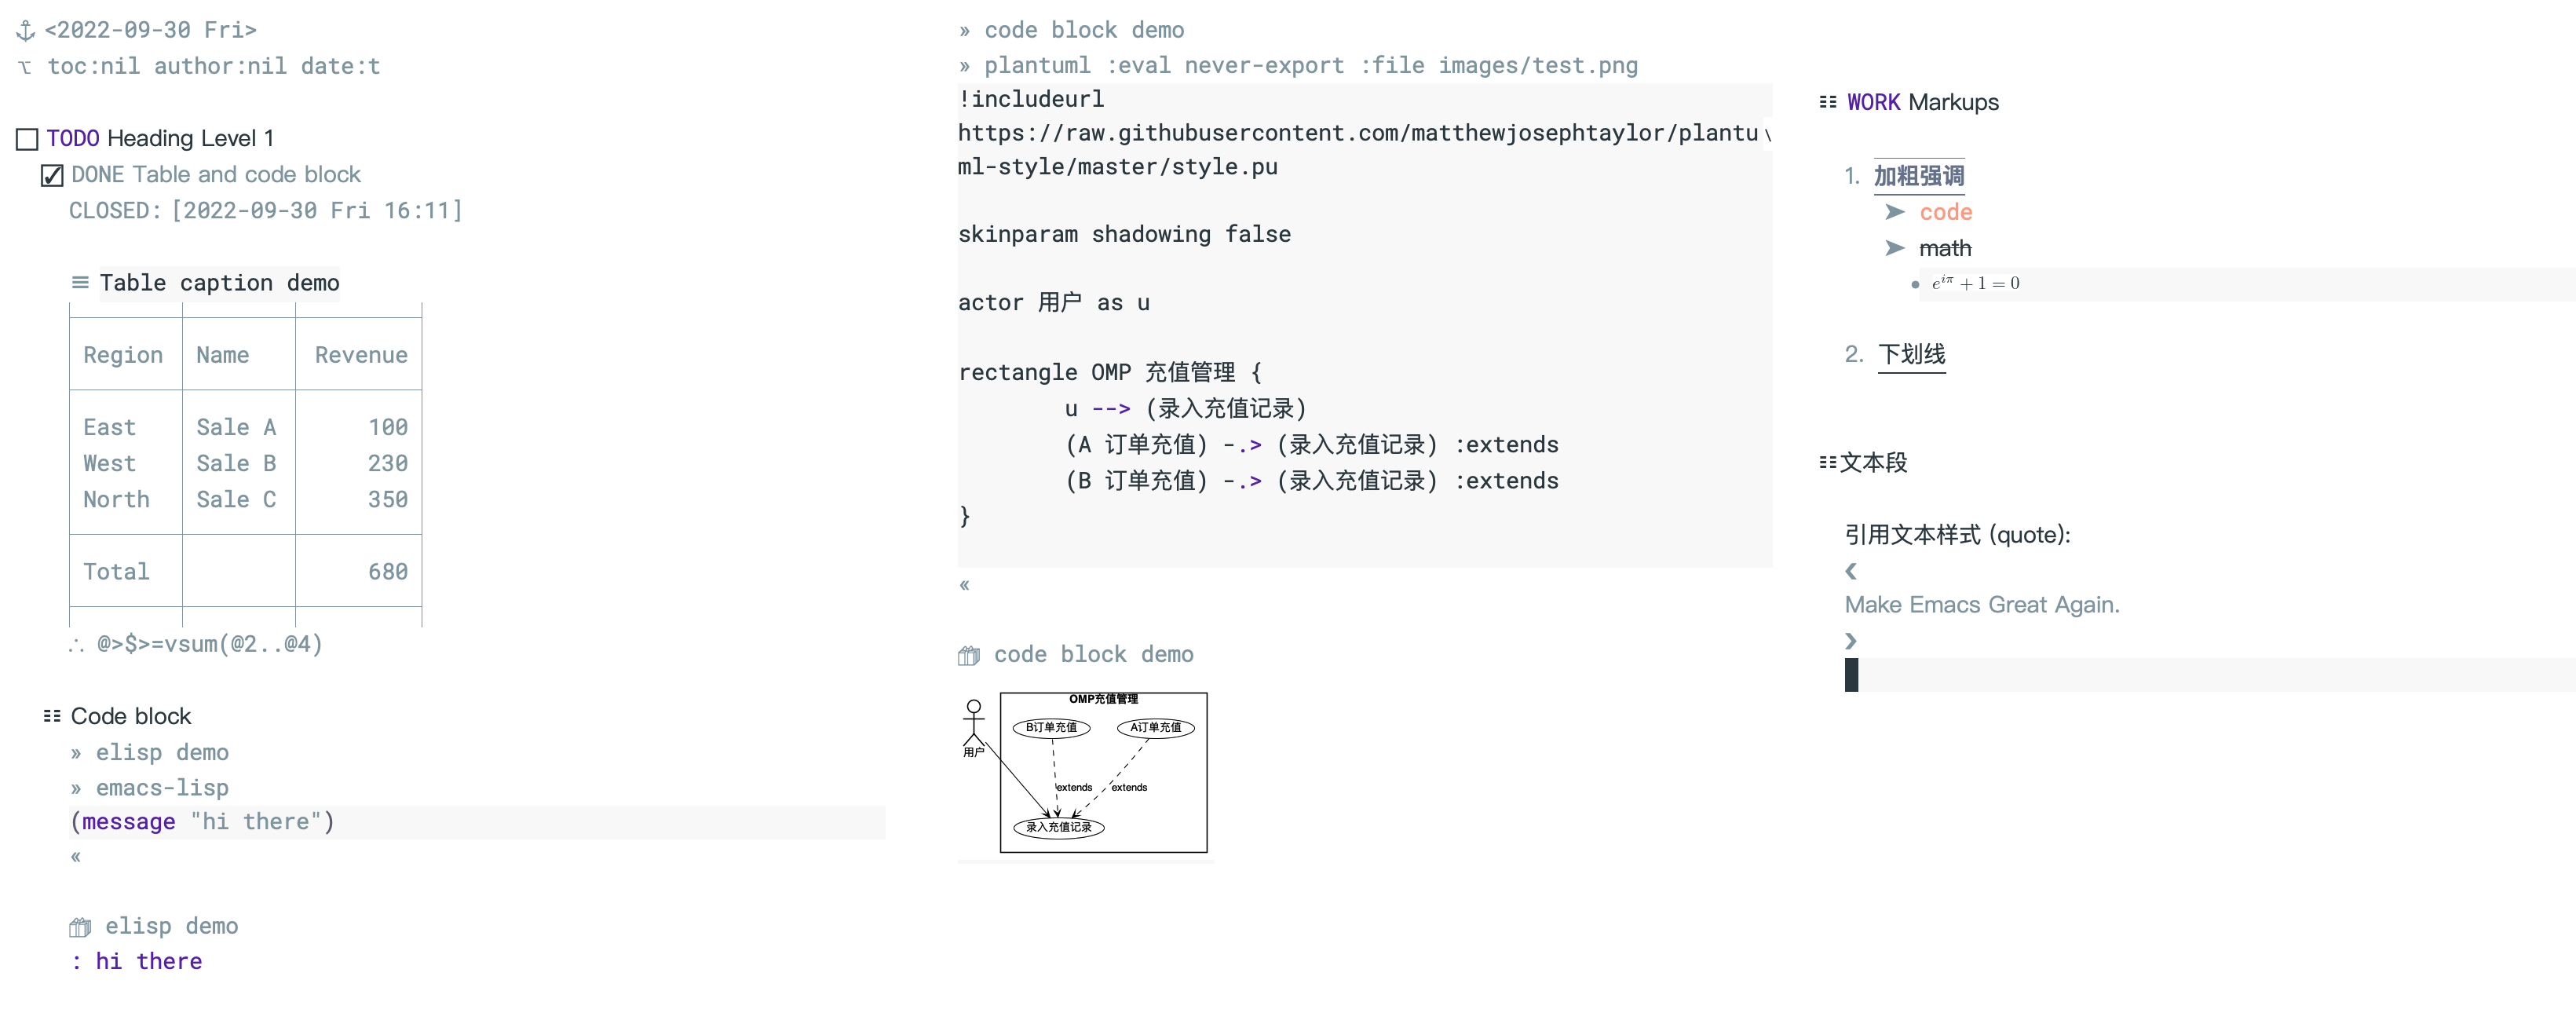 <2022-09-30 Fri>
toc:nil author:nil date:t
TODO Heading Level 1
DONE Table and code block
CLOSED: [2022-09-30 Fri 16:11]
Table caption demo
Region Name Revenue
East Sale A 100
West Sale B 230
North Sale C 350
Total 680
∴ @>$>=vsum(@2..@4)
Code block
» elisp demo
» emacs-lisp
(message "hi there")
«
elisp demo
: hi there
» code block demo
» plantuml :eval never-export :file images/test.png
!includeurl
https://raw.githubusercontent.com/matthewjosephtaylor/plantu\
ml-style/master/style.pu
skinparam shadowing false
actor 用户 as u
rectangle OMP 充值管理 {
u --> (录入充值记录)
(A 订单充值) -.> (录入充值记录) :extends
(B 订单充值) -.> (录入充值记录) :extends
}
«
code block demo
OMP充值管理
B订单充值 A订单充值
用户
extends extends
录入充值记录
WORK Markups
1. 加粗强调
➤ code
➤ math
• e^{iπ} + 1 = 0
2. 下划线
文本段
引用文本样式 (quote):
❮
Make Emacs Great Again.
❯